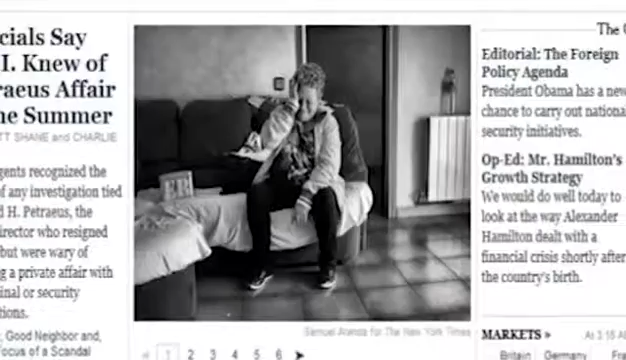 cials Say
I. Knew of
raeus Affair
ne Summer
TT SHANE and CHARLIE
gents recognized the
of any investigation tied
d H. Petraeus, the
irector who resigned
but were wary of
g a private affair with
inal or security
tions.
, Good Neighbor and,
Focus of a Scandal
for The New York Times
1 2 3 4 5 6
The
Editorial: The Foreign
Policy Agenda
President Obama has a new
chance to carry out national
security initiatives.
Op-Ed: Mr. Hamilton's
Growth Strategy
We would do well today to
look at the way Alexander
Hamilton dealt with a
financial crisis shortly after
the country's birth.
MARKETS »
At 3:15 A
Britain Germany